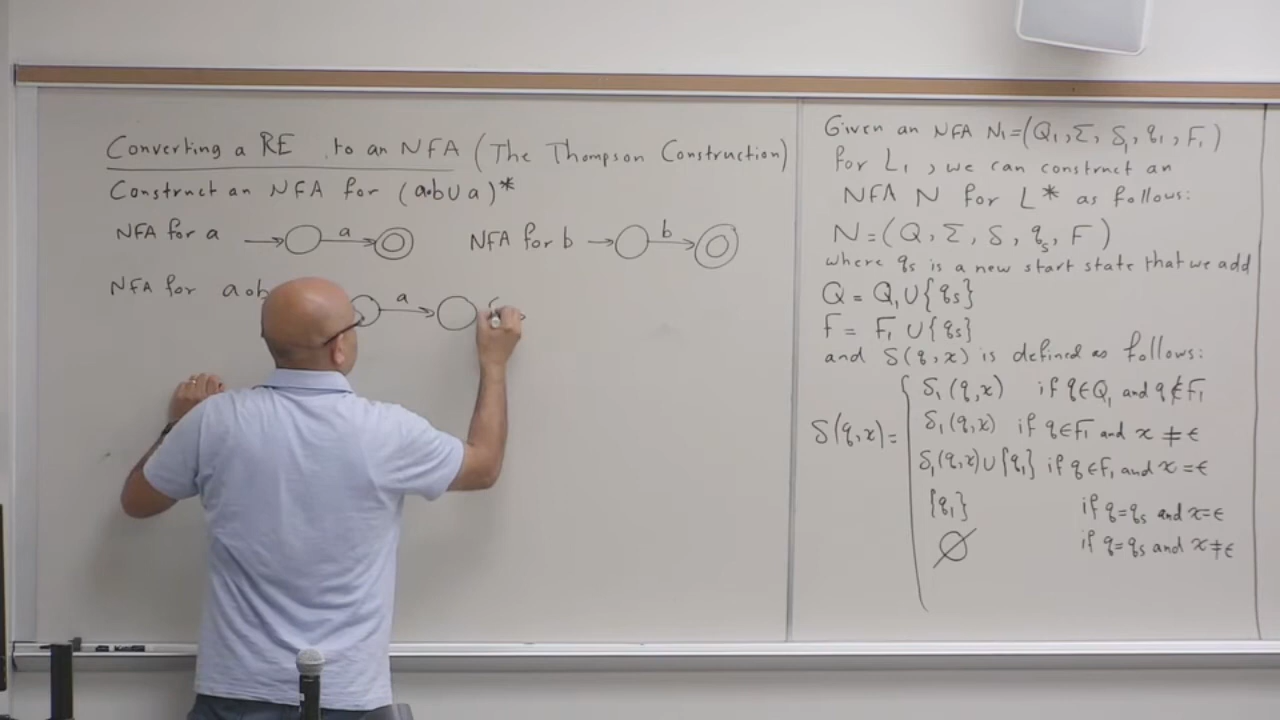 Converting a RE to an NFA (The Thompson Construction)
Construct an NFA for (a∘b∪a)*
NFA for a a NFA for b b
NFA for a∘b a
Given an NFA N₁=(Q₁,Σ,δ₁,q₁,F₁)
for L₁, we can construct an
NFA N for L* as follows:
N=(Q,Σ,δ,qₛ,F)
where qₛ is a new start state that we add
Q = Q₁∪{qₛ}
F = F₁∪{qₛ}
and δ(q,x) is defined as follows:
δ(q,x)= { δ₁(q,x) if q∈Q₁ and q∉F₁
δ₁(q,x) if q∈F₁ and x≠ϵ
δ₁(q,x)∪{q₁} if q∈F₁ and x=ϵ
{q₁} if q=qₛ and x=ϵ
∅ if q=qₛ and x≠ϵ